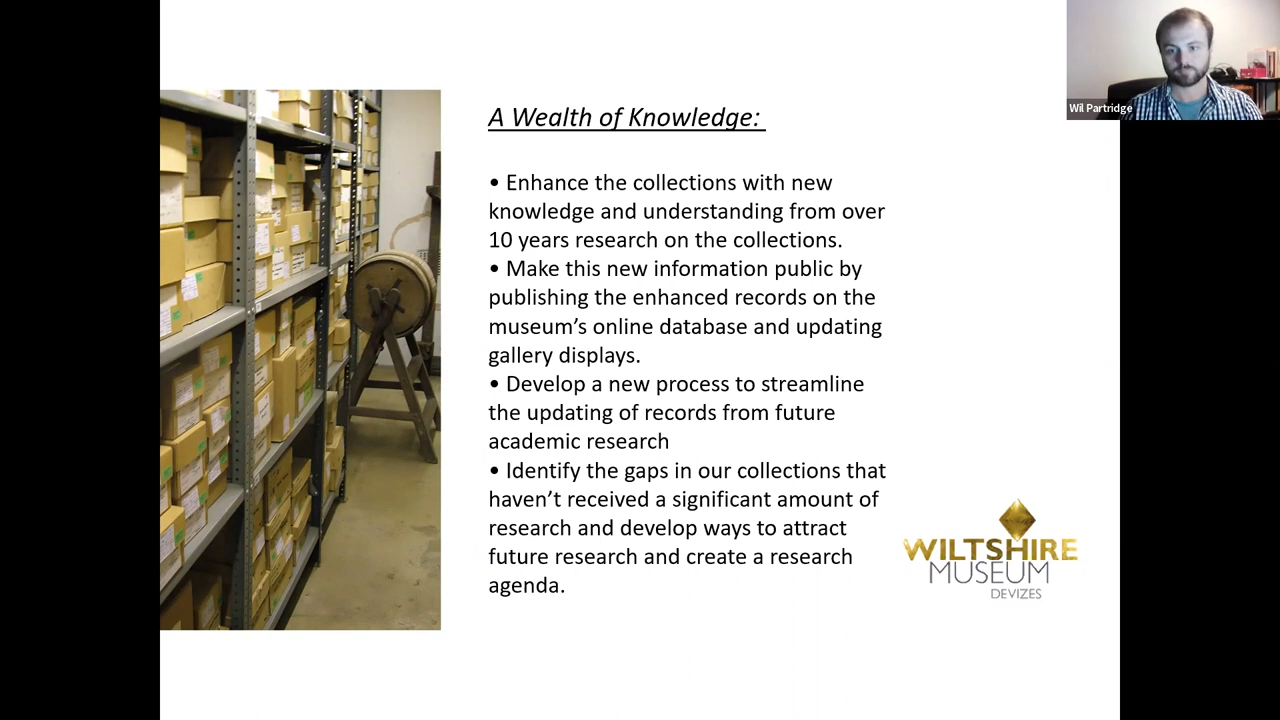 Wil Partridge
A Wealth of Knowledge:
• Enhance the collections with new
knowledge and understanding from over
10 years research on the collections.
• Make this new information public by
publishing the enhanced records on the
museum’s online database and updating
gallery displays.
• Develop a new process to streamline
the updating of records from future
academic research
• Identify the gaps in our collections that
haven’t received a significant amount of
research and develop ways to attract
future research and create a research
agenda.
WILTSHIRE
MUSEUM
DEVIZES